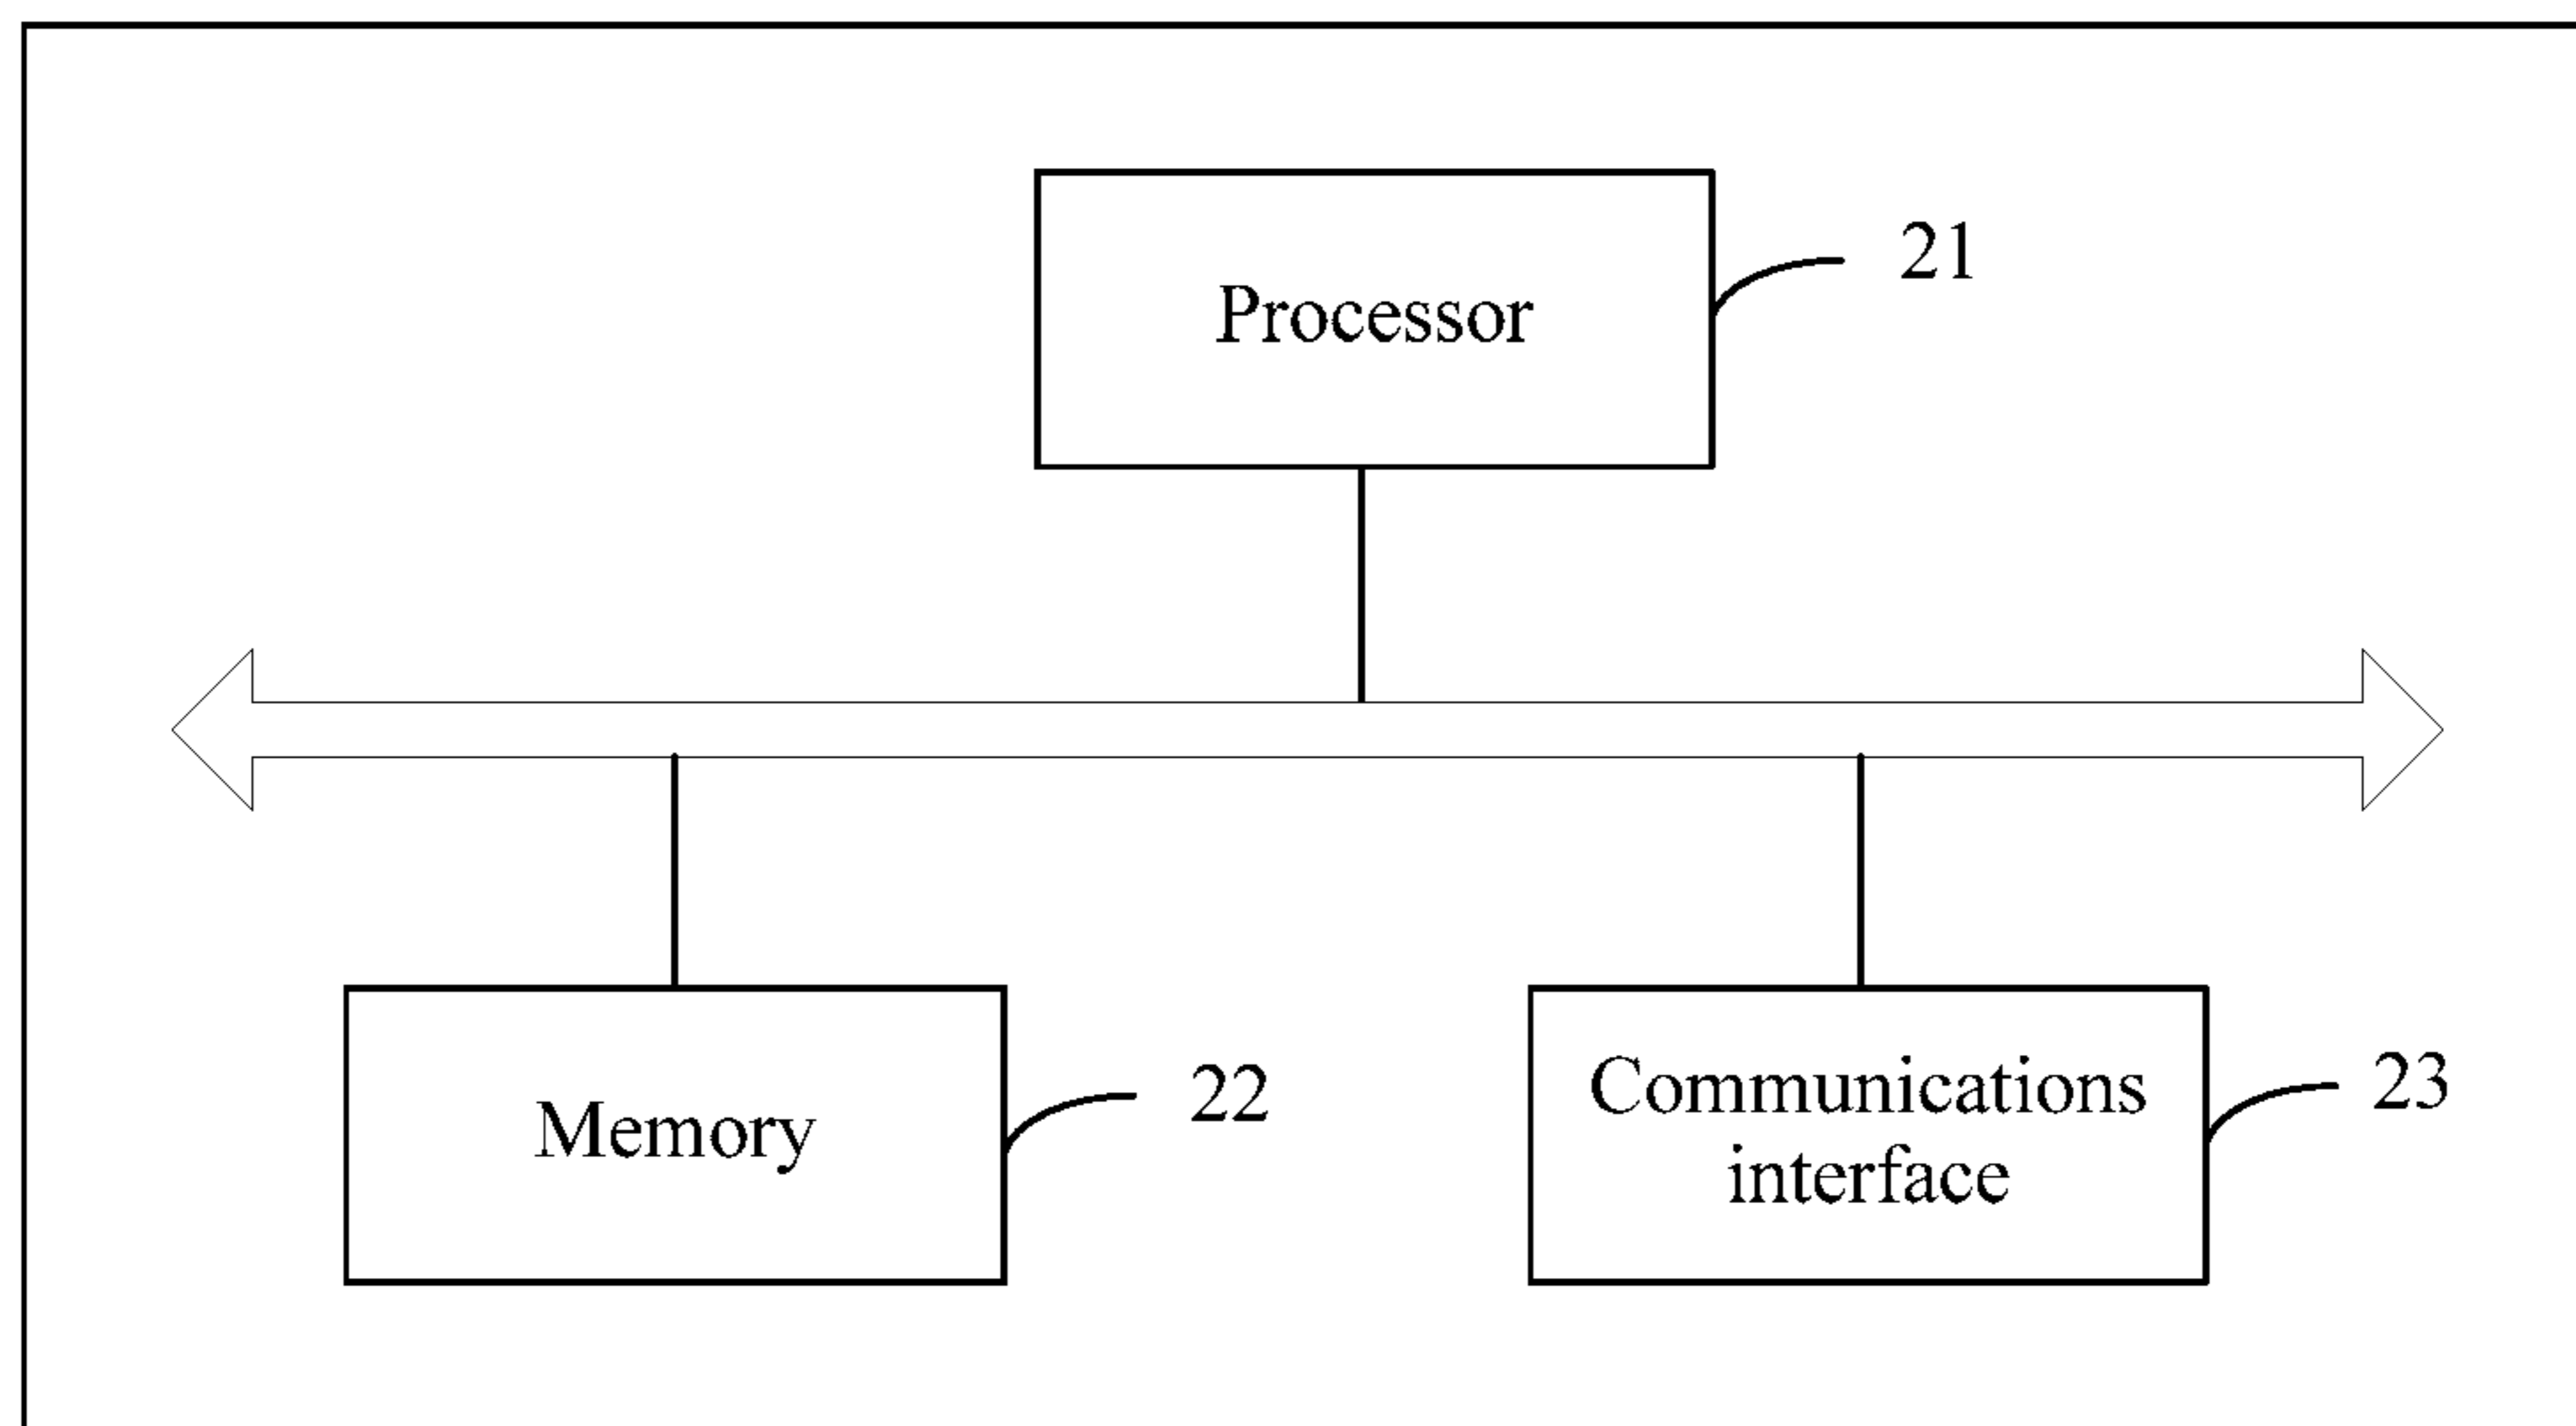 Processor
21
Memory
22
Communications
interface
23